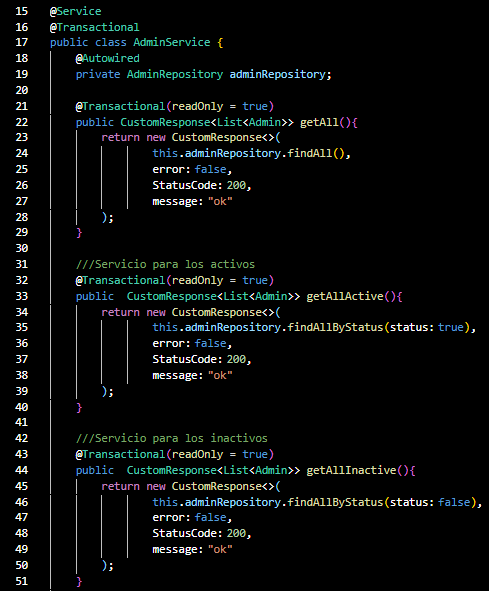 15 @Service
16 @Transactional
17 public class AdminService {
18 @Autowired
19 private AdminRepository adminRepository;
20
21 @Transactional(readOnly = true)
22 public CustomResponse<List<Admin>> getAll(){
23 return new CustomResponse<>(
24 this.adminRepository.findAll(),
25 error: false,
26 StatusCode: 200,
27 message: "ok"
28 );
29 }
30
31 ///Servicio para los activos
32 @Transactional(readOnly = true)
33 public  CustomResponse<List<Admin>> getAllActive(){
34 return new CustomResponse<>(
35 this.adminRepository.findAllByStatus(status: true),
36 error: false,
37 StatusCode: 200,
38 message: "ok"
39 );
40 }
41
42 ///Servicio para los inactivos
43 @Transactional(readOnly = true)
44 public  CustomResponse<List<Admin>> getAllInactive(){
45 return new CustomResponse<>(
46 this.adminRepository.findAllByStatus(status: false),
47 error: false,
48 StatusCode: 200,
49 message: "ok"
50 );
51 }